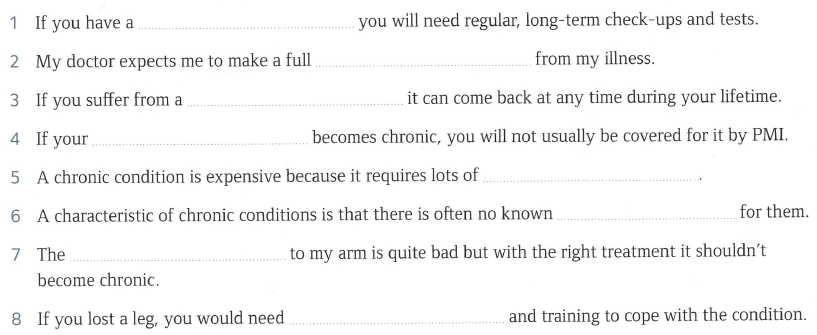 1 If you have a ........................ you will need regular, long-term check-ups and tests.
2 My doctor expects me to make a full ........................ from my illness.
3 If you suffer from a ........................ it can come back at any time during your lifetime.
4 If your ........................ becomes chronic, you will not usually be covered for it by PMI.
5 A chronic condition is expensive because it requires lots of ........................ .
6 A characteristic of chronic conditions is that there is often no known ........................ for them.
7 The ........................ to my arm is quite bad but with the right treatment it shouldn't
become chronic.
8 If you lost a leg, you would need ........................ and training to cope with the condition.